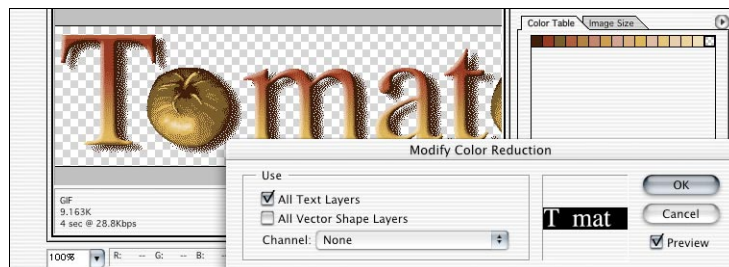 Color Table
Image Size
T mat
Modify Color Reduction
Use
All Text Layers
All Vector Shape Layers
Channel: None
T mat
OK
Cancel
Preview
GIF
9.163K
4 sec @ 28.8Kbps
100%
R: -- G: -- B: --